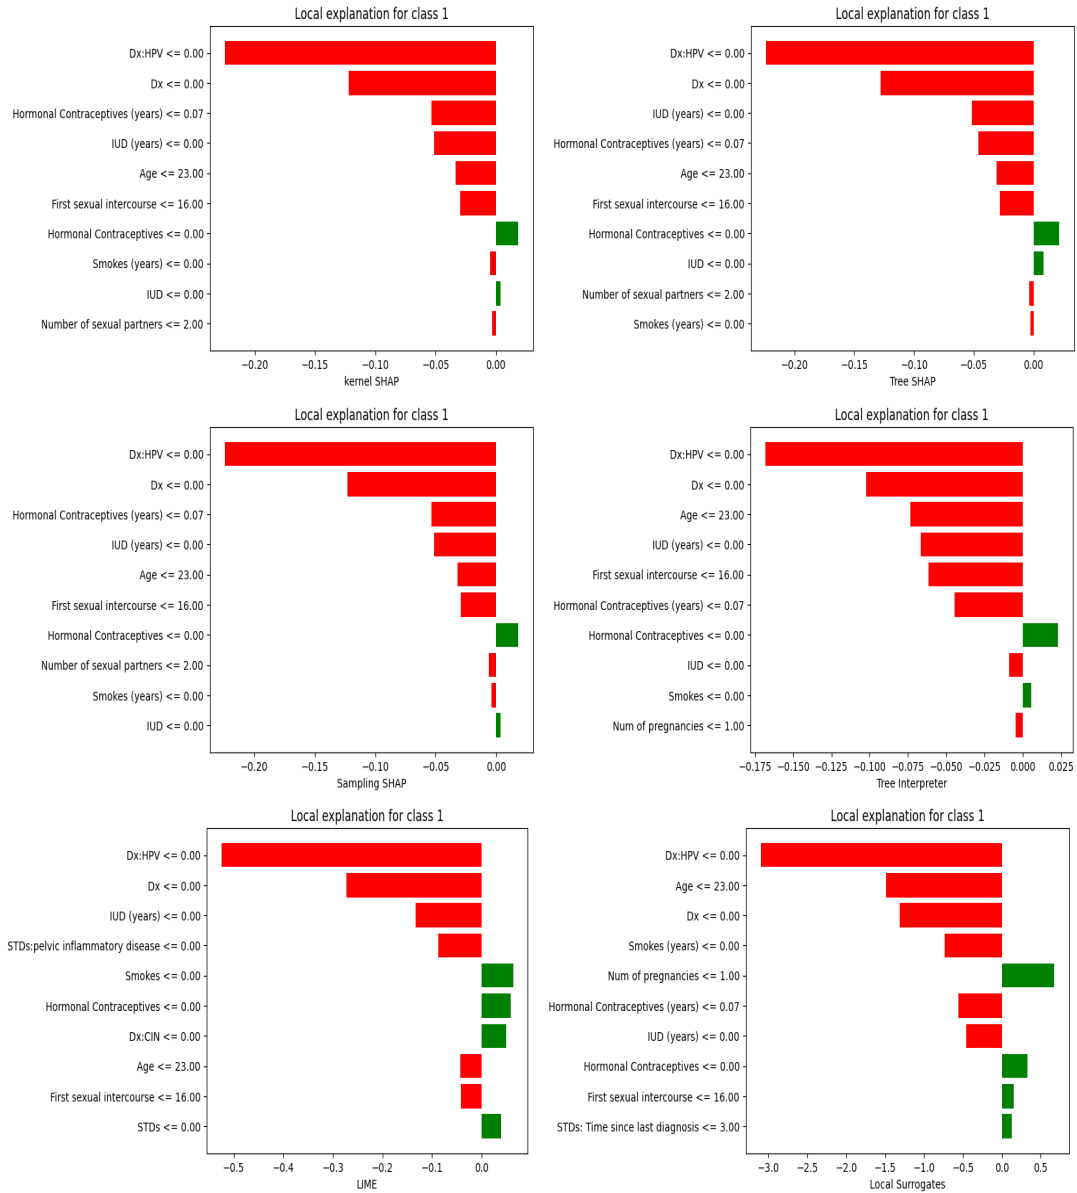 Local explanation for class 1
Dx:HPV <= 0.00
Dx <= 0.00
Hormonal Contraceptives (years) <= 0.07
IUD (years) <= 0.00
Age <= 23.00
First sexual intercourse <= 16.00
Hormonal Contraceptives <= 0.00
Smokes (years) <= 0.00
IUD <= 0.00
Number of sexual partners <= 2.00
−0.20 −0.15 −0.10 −0.05 0.00
kernel SHAP
Local explanation for class 1
Dx:HPV <= 0.00
Dx <= 0.00
IUD (years) <= 0.00
Hormonal Contraceptives (years) <= 0.07
Age <= 23.00
First sexual intercourse <= 16.00
Hormonal Contraceptives <= 0.00
IUD <= 0.00
Number of sexual partners <= 2.00
Smokes (years) <= 0.00
−0.20 −0.15 −0.10 −0.05 0.00
Tree SHAP
Local explanation for class 1
Dx:HPV <= 0.00
Dx <= 0.00
Hormonal Contraceptives (years) <= 0.07
IUD (years) <= 0.00
Age <= 23.00
First sexual intercourse <= 16.00
Hormonal Contraceptives <= 0.00
Number of sexual partners <= 2.00
Smokes (years) <= 0.00
IUD <= 0.00
−0.20 −0.15 −0.10 −0.05 0.00
Sampling SHAP
Local explanation for class 1
Dx:HPV <= 0.00
Dx <= 0.00
Age <= 23.00
IUD (years) <= 0.00
First sexual intercourse <= 16.00
Hormonal Contraceptives (years) <= 0.07
Hormonal Contraceptives <= 0.00
IUD <= 0.00
Smokes <= 0.00
Num of pregnancies <= 1.00
−0.175 −0.150 −0.125 −0.100 −0.075 −0.050 −0.025 0.000 0.025
Tree Interpreter
Local explanation for class 1
Dx:HPV <= 0.00
Dx <= 0.00
IUD (years) <= 0.00
STDs:pelvic inflammatory disease <= 0.00
Smokes <= 0.00
Hormonal Contraceptives <= 0.00
Dx:CIN <= 0.00
Age <= 23.00
First sexual intercourse <= 16.00
STDs <= 0.00
−0.5 −0.4 −0.3 −0.2 −0.1 0.0
LIME
Local explanation for class 1
Dx:HPV <= 0.00
Age <= 23.00
Dx <= 0.00
Smokes (years) <= 0.00
Num of pregnancies <= 1.00
Hormonal Contraceptives (years) <= 0.07
IUD (years) <= 0.00
Hormonal Contraceptives <= 0.00
First sexual intercourse <= 16.00
STDs: Time since last diagnosis <= 3.00
−3.0 −2.5 −2.0 −1.5 −1.0 −0.5 0.0 0.5
Local Surrogates